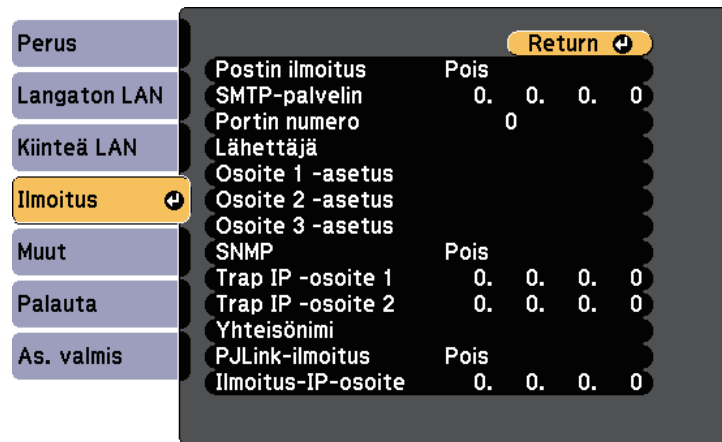 Perus
Langaton LAN
Kiinteä LAN
Ilmoitus
Muut
Palauta
As. valmis
Return
Postin ilmoitus Pois
SMTP-palvelin 0. 0. 0. 0
Portin numero 0
Lähettäjä
Osoite 1 -asetus
Osoite 2 -asetus
Osoite 3 -asetus
SNMP Pois
Trap IP -osoite 1 0. 0. 0. 0
Trap IP -osoite 2 0. 0. 0. 0
Yhteisönimi
PJLink-ilmoitus Pois
Ilmoitus-IP-osoite 0. 0. 0. 0